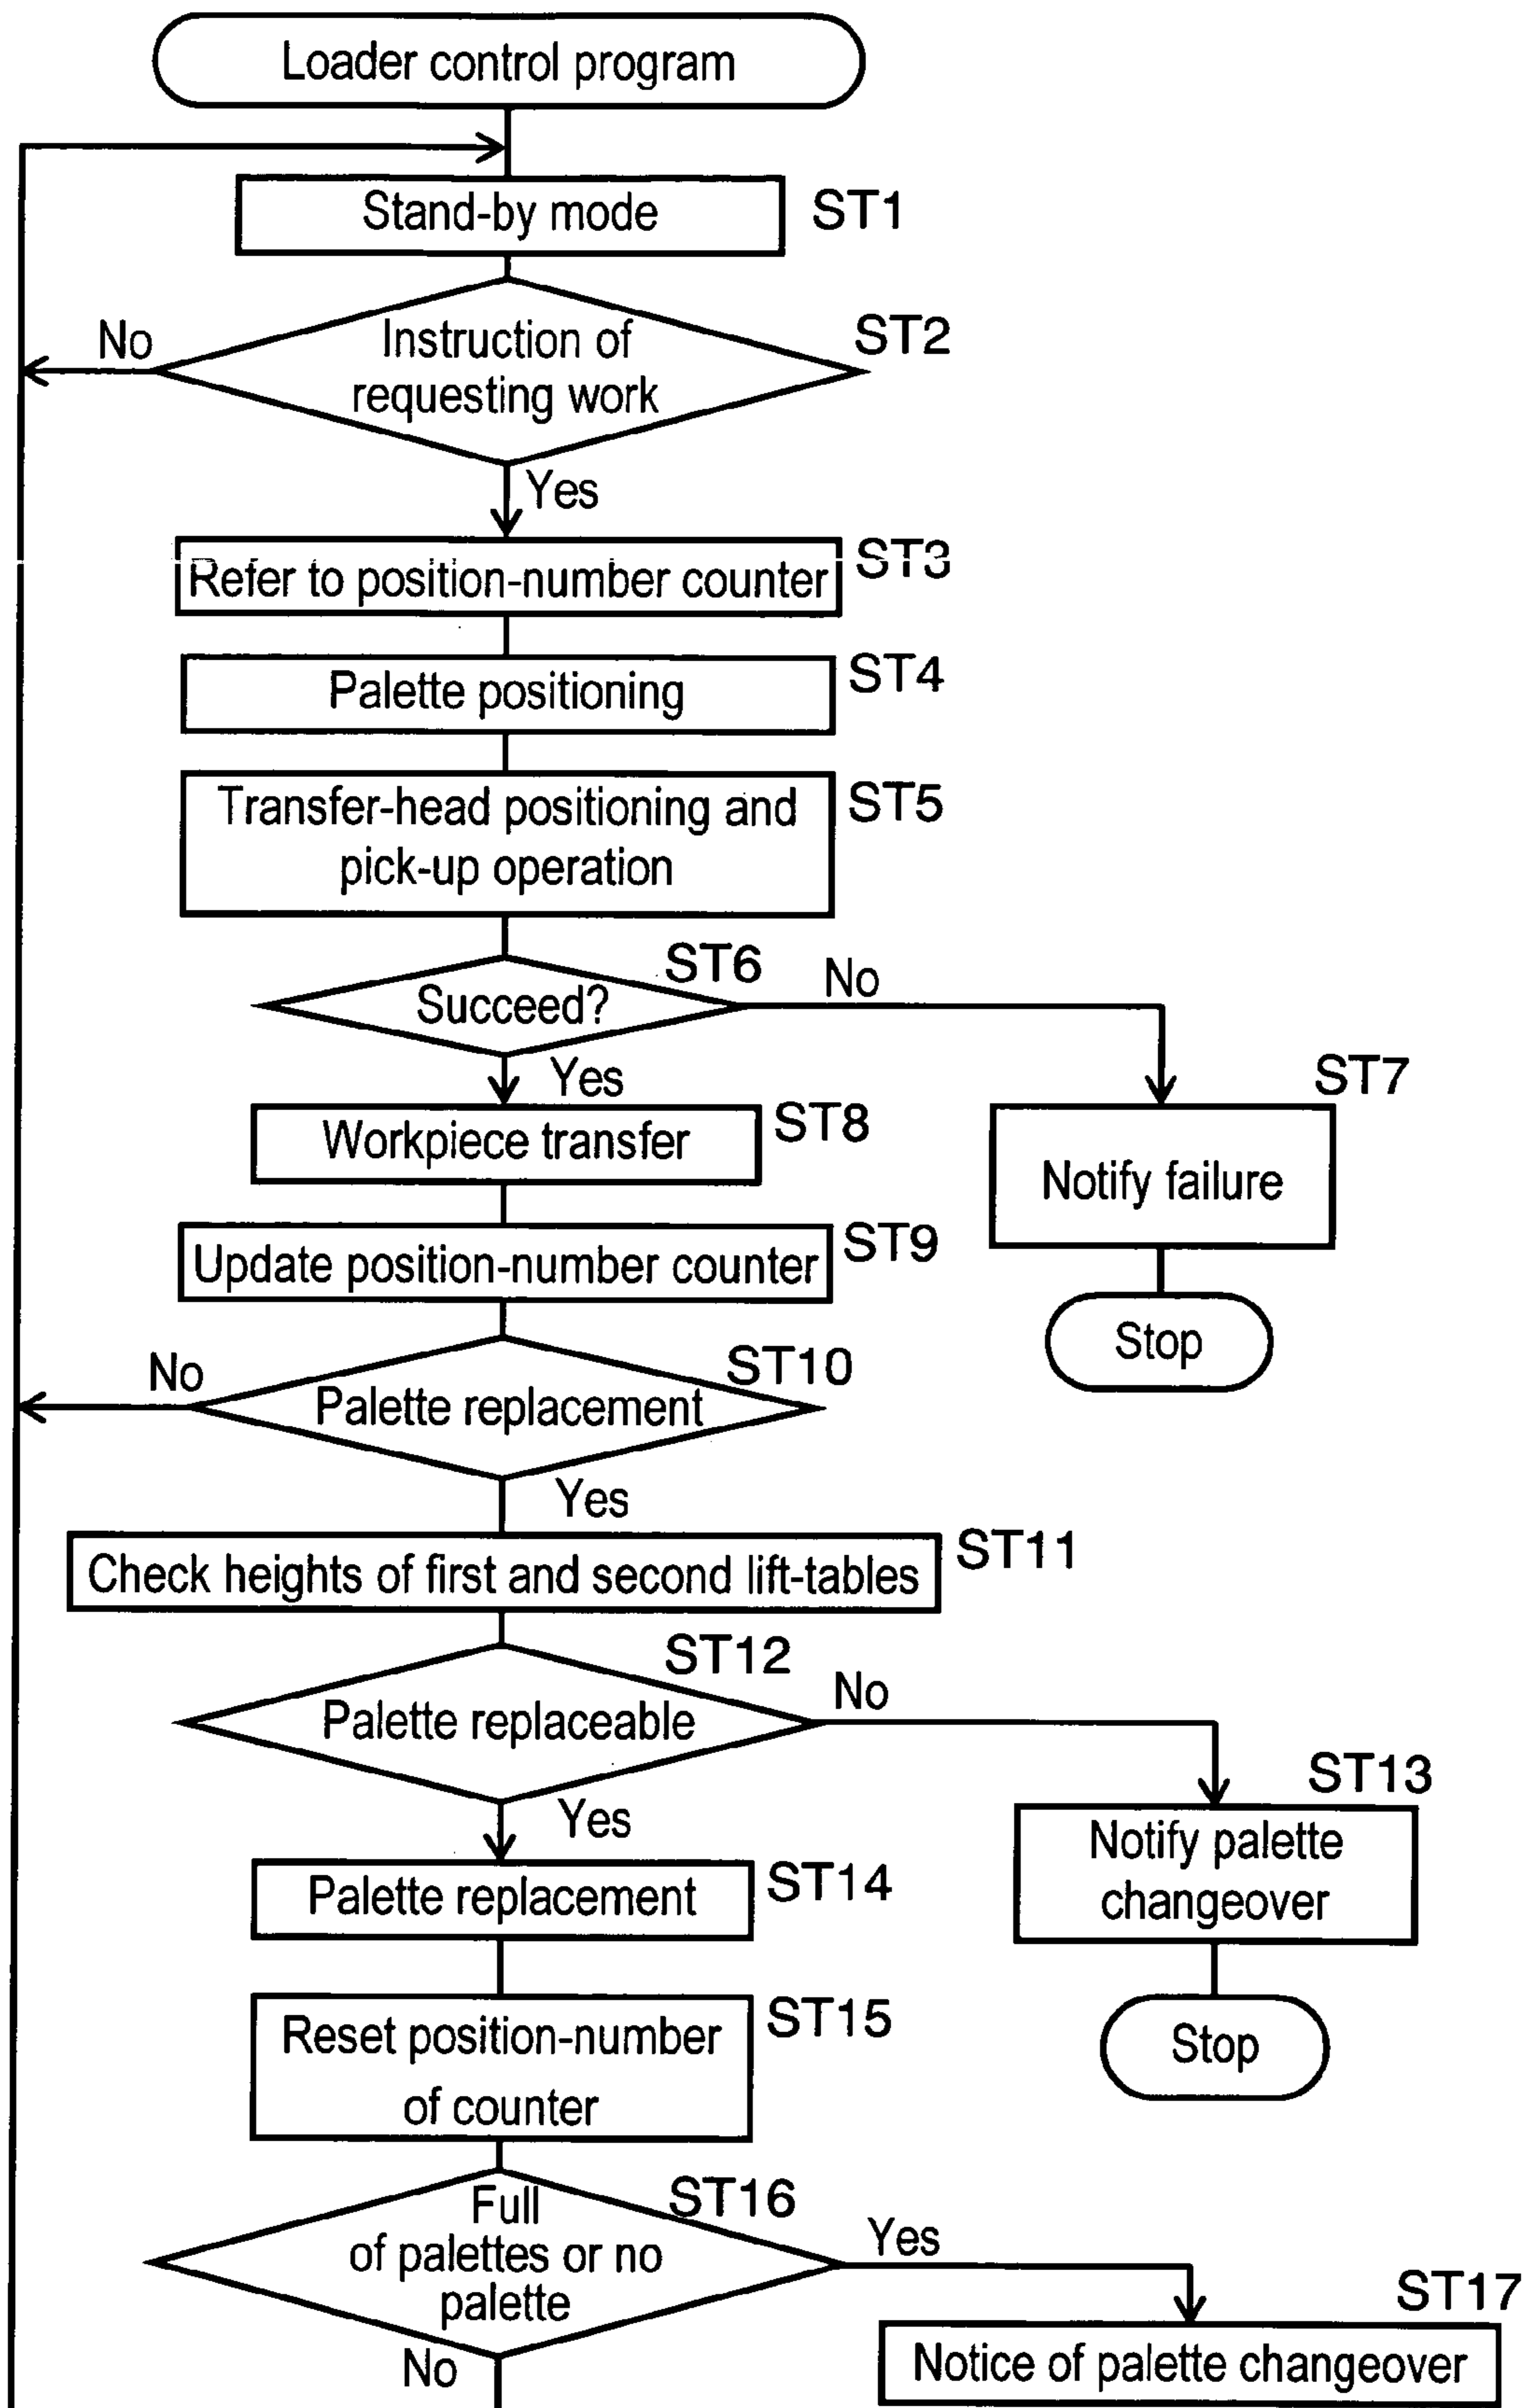 Loader control program
Stand-by mode
ST1
No
Instruction of
requesting work
ST2
Yes
Refer to position-number counter
ST3
Palette positioning
ST4
Transfer-head positioning and
pick-up operation
ST5
Succeed?
ST6
No
Yes
ST7
Notify failure
Stop
Workpiece transfer
ST8
Update position-number counter
ST9
No
Palette replacement
ST10
Yes
Check heights of first and second lift-tables
ST11
Palette replaceable
ST12
No
Yes
ST13
Notify palette
changeover
Stop
Palette replacement
ST14
Reset position-number
of counter
ST15
Full
of palettes or no
palette
ST16
Yes
No
ST17
Notice of palette changeover